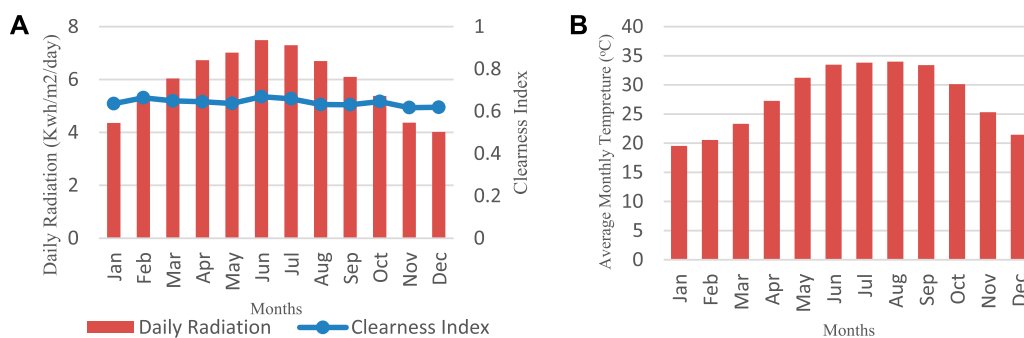 A
Daily Radiation (Kwh/m2/day)
8
6
4
2
0
1
0.8
0.6
0.4
0.2
0
Clearness Index
Jan Feb Mar Apr May Jun Jul Aug Sep Oct Nov Dec
Months
Daily Radiation Clearness Index
B
Average Monthly Tempreture (ºC)
40
35
30
25
20
15
10
5
0
Jan Feb Mar Apr May Jun Jul Aug Sep Oct Nov Dec
Months